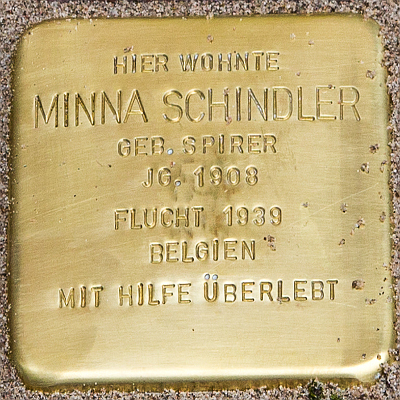 HIER WOHNTE
MINNA SCHINDLER
GEB. SPIRER
JG. 1908
FLUCHT 1939
BELGIEN
MIT HILFE ÜBERLEBT